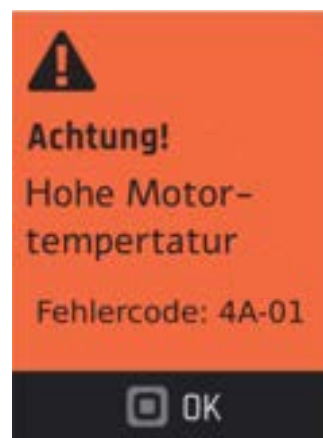 Achtung!
Hohe Motor-
tempertatur
Fehlercode: 4A-01
OK